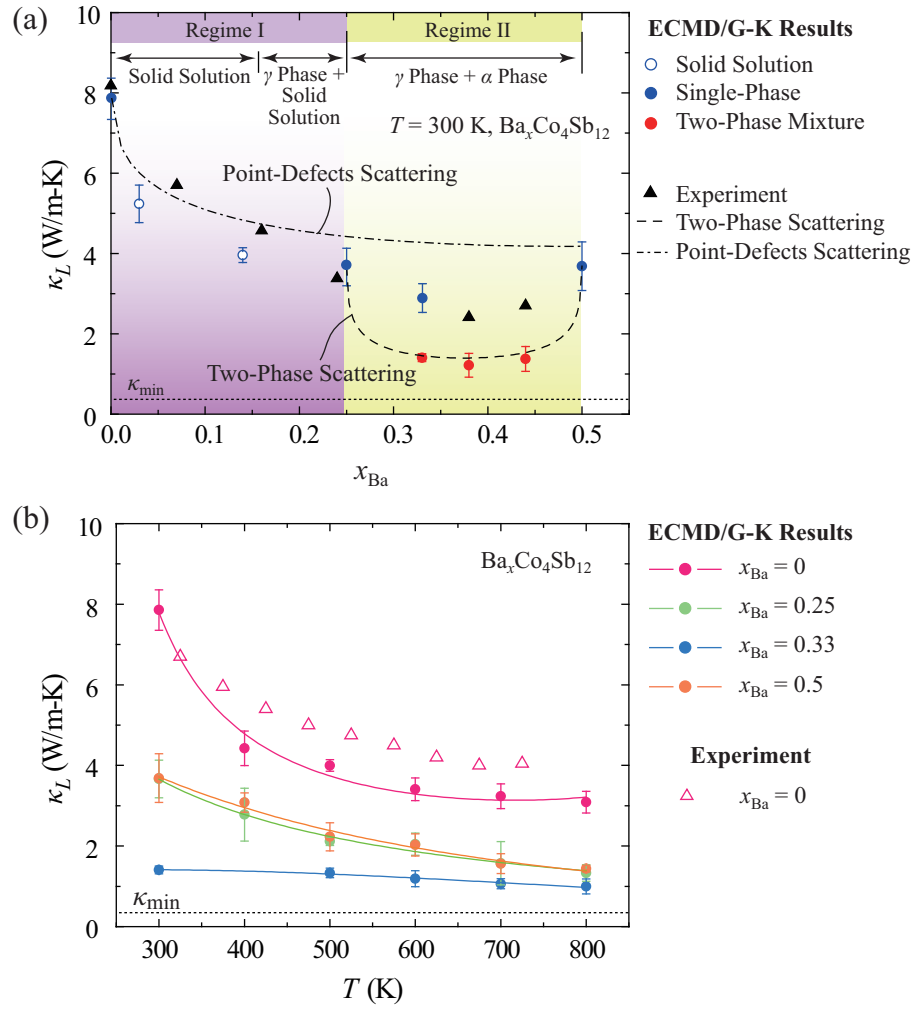 (a)
Regime I
Regime II
Solid Solution
γ Phase +
Solid
Solution
γ Phase + α Phase
T = 300 K, BaₓCo₄Sb₁₂
Point-Defects Scattering
Two-Phase Scattering
κmin
κL (W/m-K)
10
8
6
4
2
0
0.0
0.1
0.2
0.3
0.4
0.5
xBa
ECMD/G-K Results
Solid Solution
Single-Phase
Two-Phase Mixture
Experiment
Two-Phase Scattering
Point-Defects Scattering
(b)
BaₓCo₄Sb₁₂
κmin
κL (W/m-K)
10
8
6
4
2
0
300
400
500
600
700
800
T (K)
ECMD/G-K Results
xBa = 0
xBa = 0.25
xBa = 0.33
xBa = 0.5
Experiment
xBa = 0